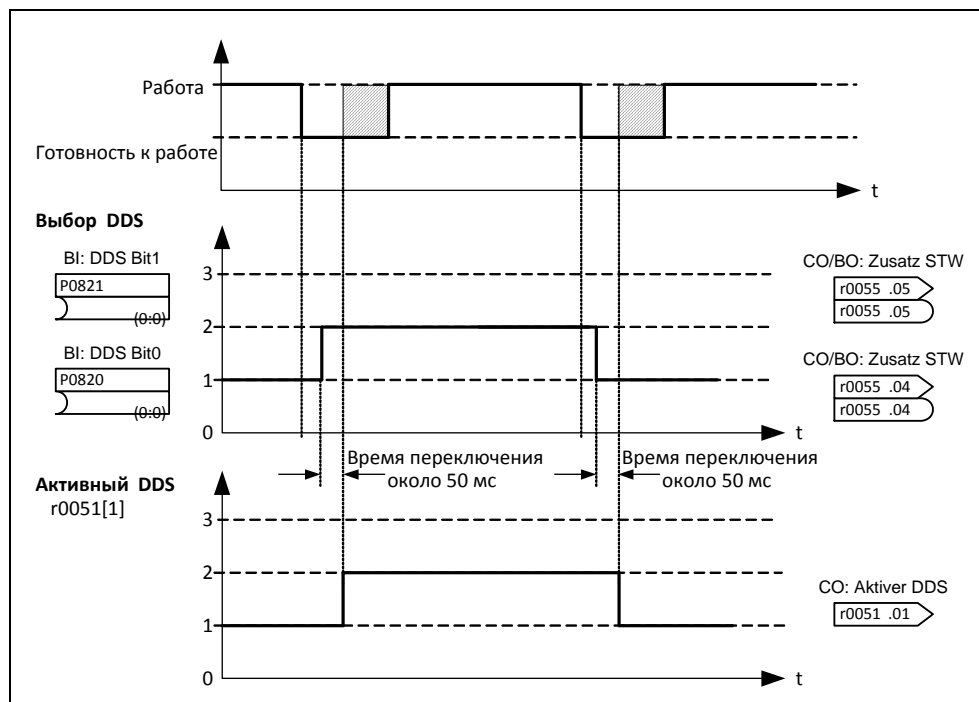 Работа
Готовность к работе
t
Выбор DDS
BI: DDS Bit1
P0821
(0:0)
BI: DDS Bit0
P0820
(0:0)
3
2
1
0
t
CO/BO: Zusatz STW
r0055 .05
r0055 .05
CO/BO: Zusatz STW
r0055 .04
r0055 .04
Время переключения
около 50 мс
Время переключения
около 50 мс
Активный DDS
r0051[1]
3
2
1
0
t
CO: Aktiver DDS
r0051 .01